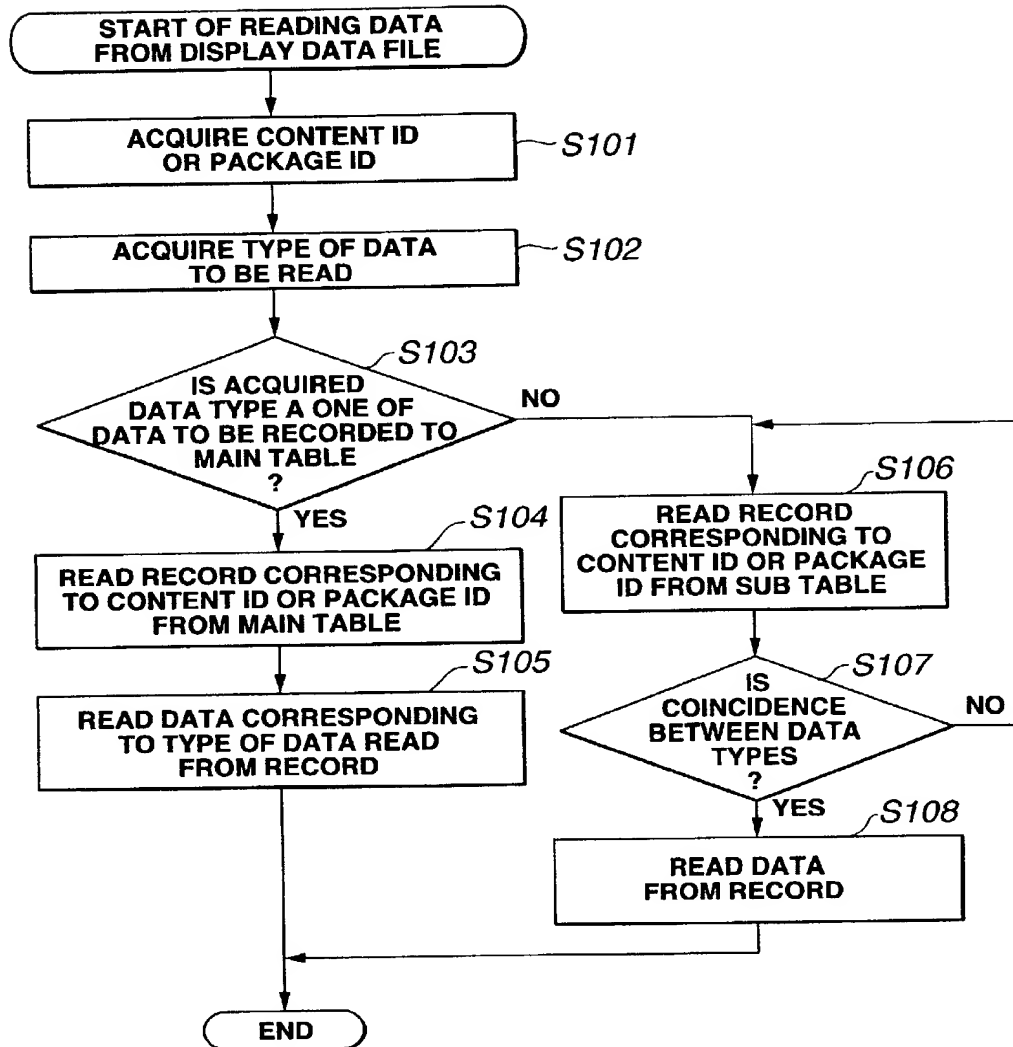 START OF READING DATA
FROM DISPLAY DATA FILE
ACQUIRE CONTENT ID
OR PACKAGE ID
S101
ACQUIRE TYPE OF DATA
TO BE READ
S102
S103
IS ACQUIRED
DATA TYPE A ONE OF
DATA TO BE RECORDED TO
MAIN TABLE
?
NO
YES
S104
READ RECORD CORRESPONDING
TO CONTENT ID OR PACKAGE ID
FROM MAIN TABLE
S105
READ DATA CORRESPONDING
TO TYPE OF DATA READ
FROM RECORD
S106
READ RECORD
CORRESPONDING TO
CONTENT ID OR PACKAGE
ID FROM SUB TABLE
S107
IS
COINCIDENCE
BETWEEN DATA
TYPES
?
NO
YES
S108
READ DATA
FROM RECORD
END